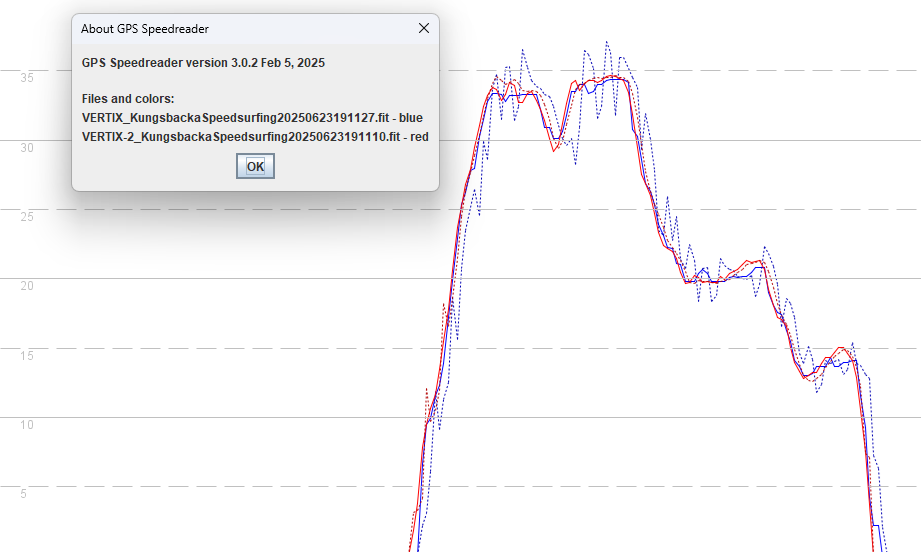 About GPS Speedreader
GPS Speedreader version 3.0.2 Feb 5, 2025
Files and colors:
VERTIX_KungsbackaSpeedsurfing20250623191127.fit - blue
VERTIX-2_KungsbackaSpeedsurfing20250623191110.fit - red
OK
35
30
25
20
15
10
5